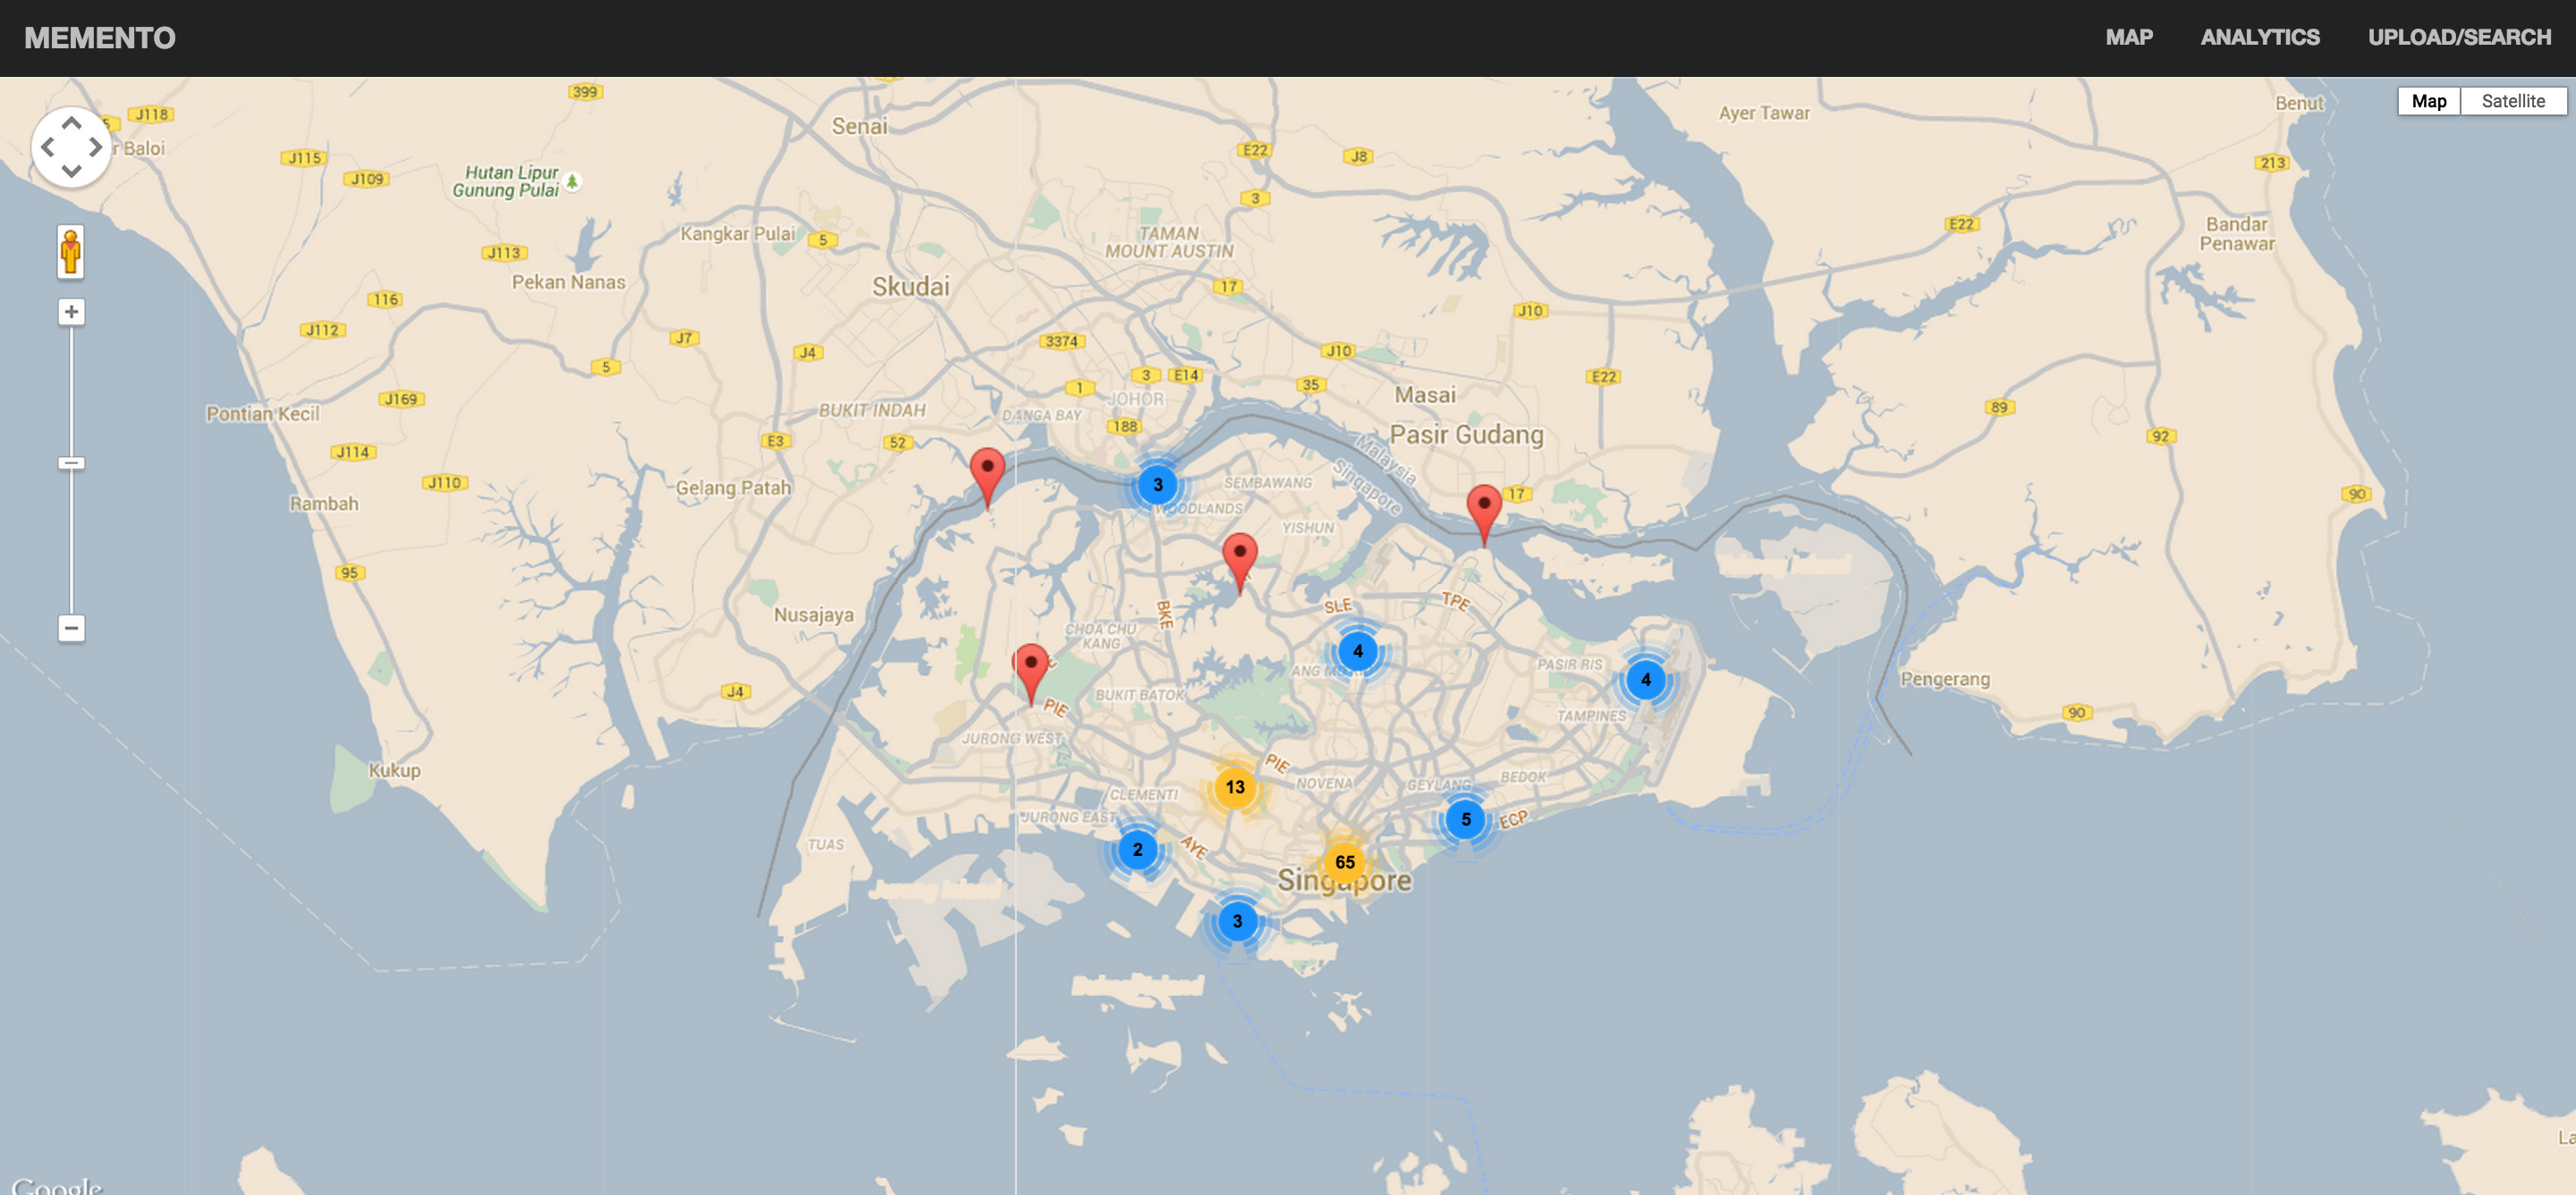 MEMENTO
MAP
ANALYTICS
UPLOAD/SEARCH
Map
Satellite
399
J118
5
r Baloi
Senai
Ayer Tawar
Benut
J115
J109
Hutan Lipur
Gunung Pulai
E22
J8
213
3
Kangkar Pulai
5
TAMAN
MOUNT AUSTIN
E22
Bandar
Penawar
J113
Pekan Nanas
Skudai
17
116
J112
J7
J4
3374
J10
J10
5
1
3
E14
35
E22
J169
Pontian Kecil
BUKIT INDAH
DANGA BAY
JOHOR
Masai
89
188
Pasir Gudang
92
J114
E3
52
Malaysia
Singapore
J110
Gelang Patah
3
SEMBAWANG
17
90
Rambah
WOODLANDS
YISHUN
95
Nusajaya
BKE
SLE
TPE
CHOA CHU
KANG
4
PASIR RIS
4
Pengerang
J4
BUKIT BATOK
PIE
TAMPINES
90
JURONG WEST
Kukup
PIE
13
NOVENA
GEYLANG
BEDOK
CLEMENTI
JURONG EAST
5
ECP
TUAS
2
AYE
65
Singapore
3
La
Google